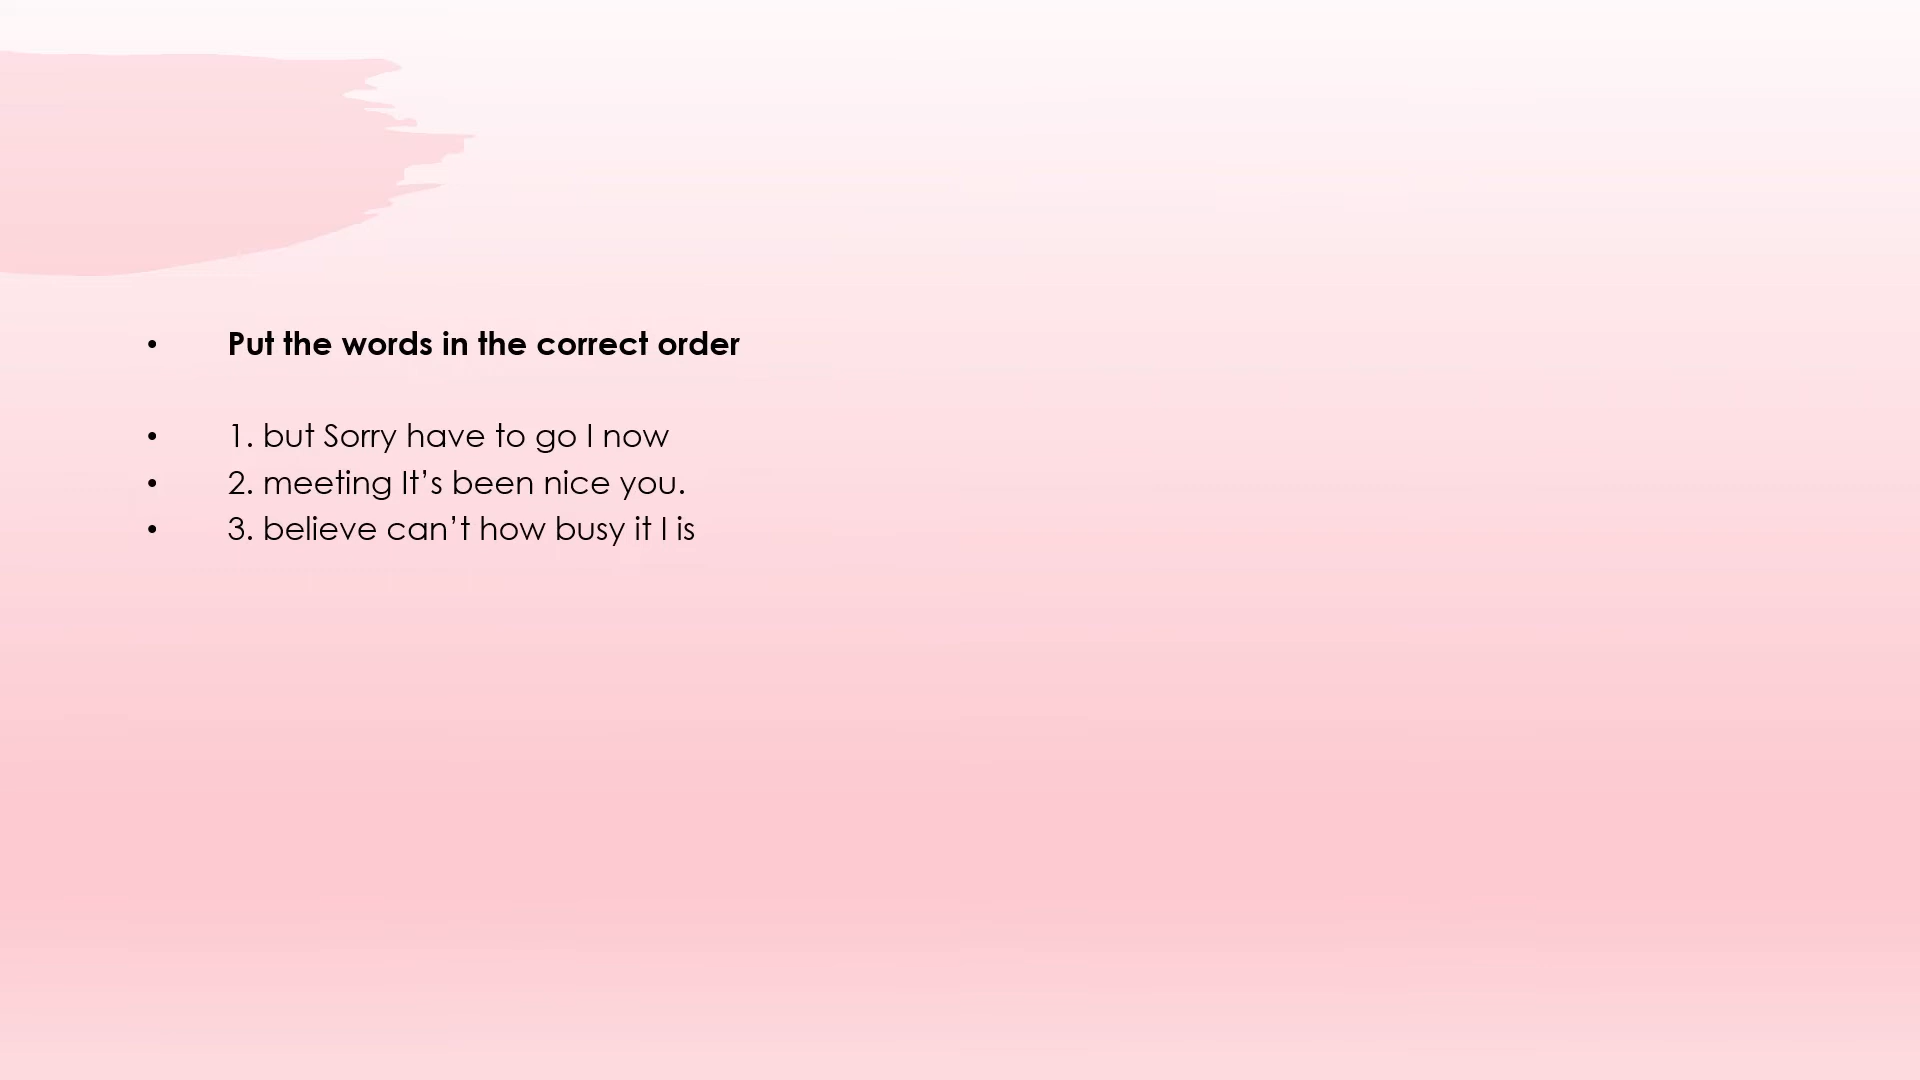 • Put the words in the correct order
• 1. but Sorry have to go I now
• 2. meeting It’s been nice you.
• 3. believe can’t how busy it I is